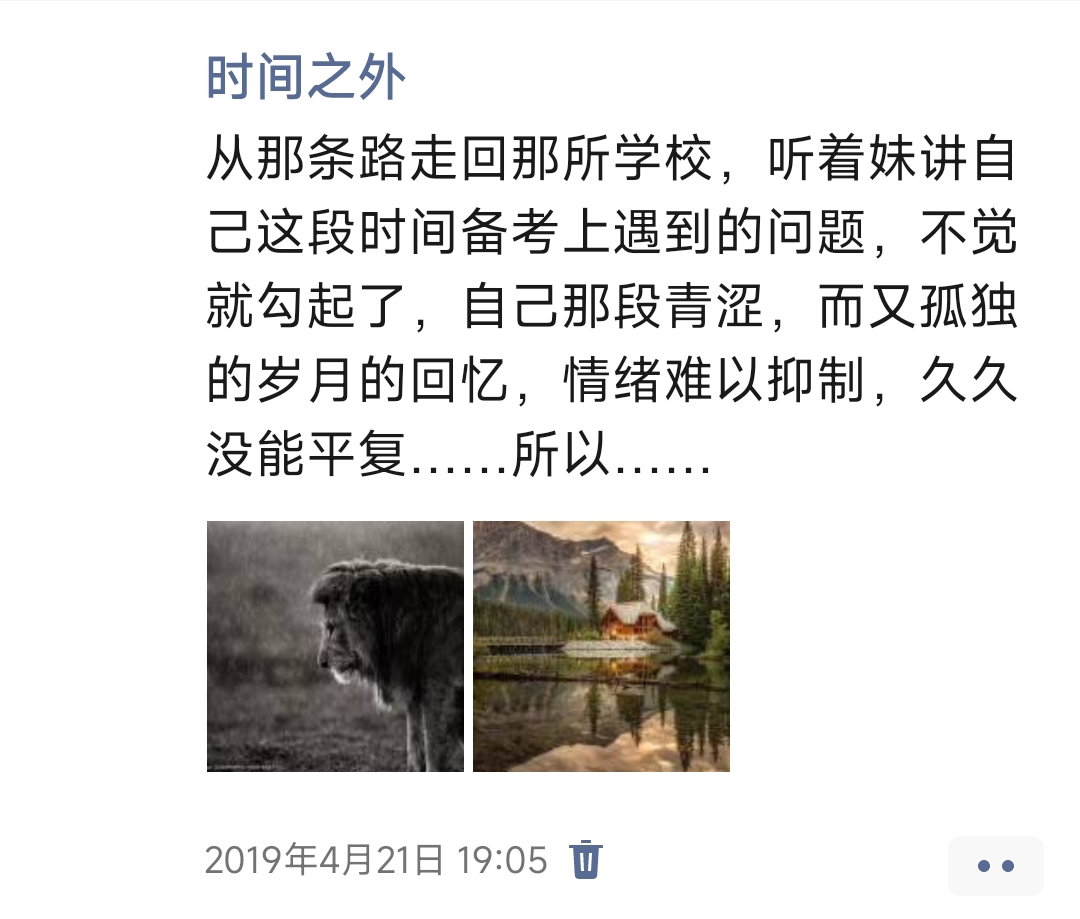 时间之外
从那条路走回那所学校，听着妹讲自
己这段时间备考上遇到的问题，不觉
就勾起了，自己那段青涩，而又孤独
的岁月的回忆，情绪难以抑制，久久
没能平复……所以……
2019年4月21日 19:05